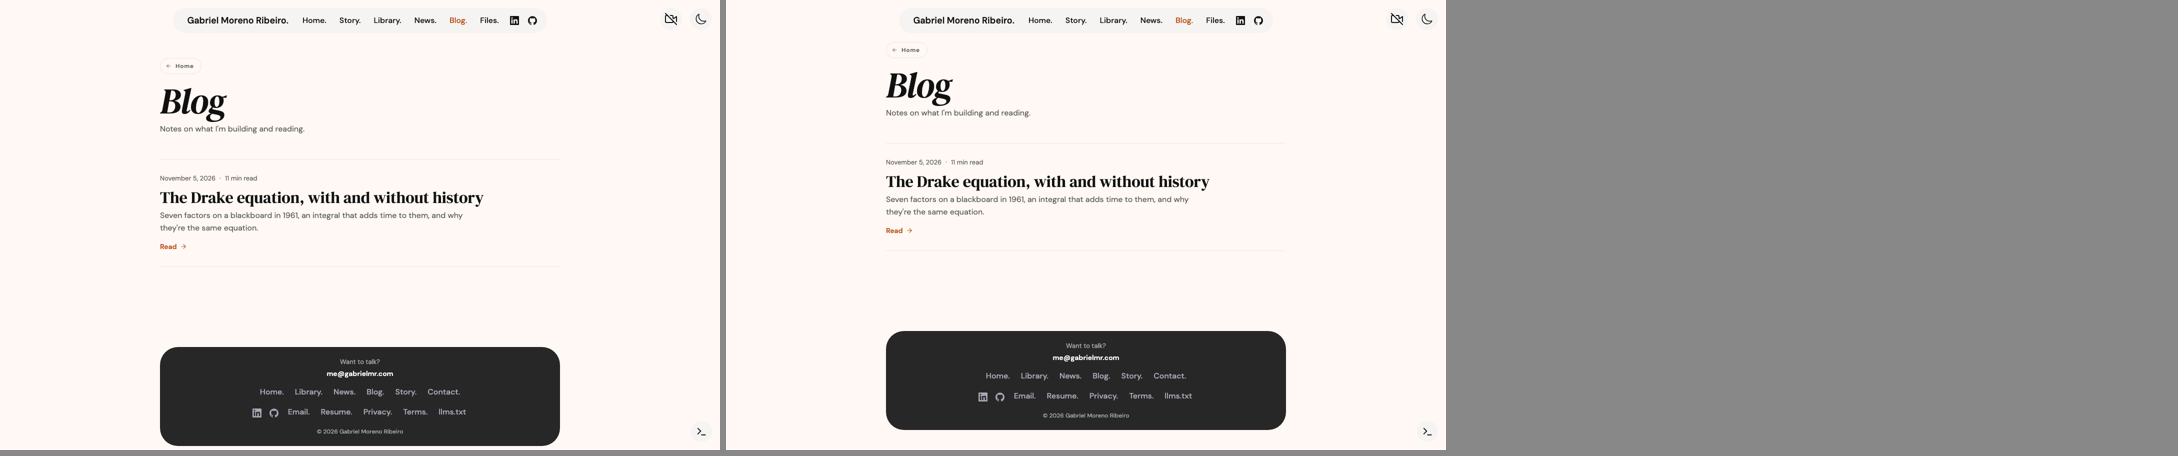 Gabriel Moreno Ribeiro. Home. Story. Library. News. Blog. Files.
← Home
Blog
Notes on what I'm building and reading.
November 5, 2026 · 11 min read
The Drake equation, with and without history
Seven factors on a blackboard in 1961, an integral that adds time to them, and why
they're the same equation.
Read →
Want to talk?
me@gabrielmr.com
Home. Library. News. Blog. Story. Contact.
Email. Resume. Privacy. Terms. llms.txt
© 2026 Gabriel Moreno Ribeiro
Gabriel Moreno Ribeiro. Home. Story. Library. News. Blog. Files.
← Home
Blog
Notes on what I'm building and reading.
November 5, 2026 · 11 min read
The Drake equation, with and without history
Seven factors on a blackboard in 1961, an integral that adds time to them, and why
they're the same equation.
Read →
Want to talk?
me@gabrielmr.com
Home. Library. News. Blog. Story. Contact.
Email. Resume. Privacy. Terms. llms.txt
© 2026 Gabriel Moreno Ribeiro